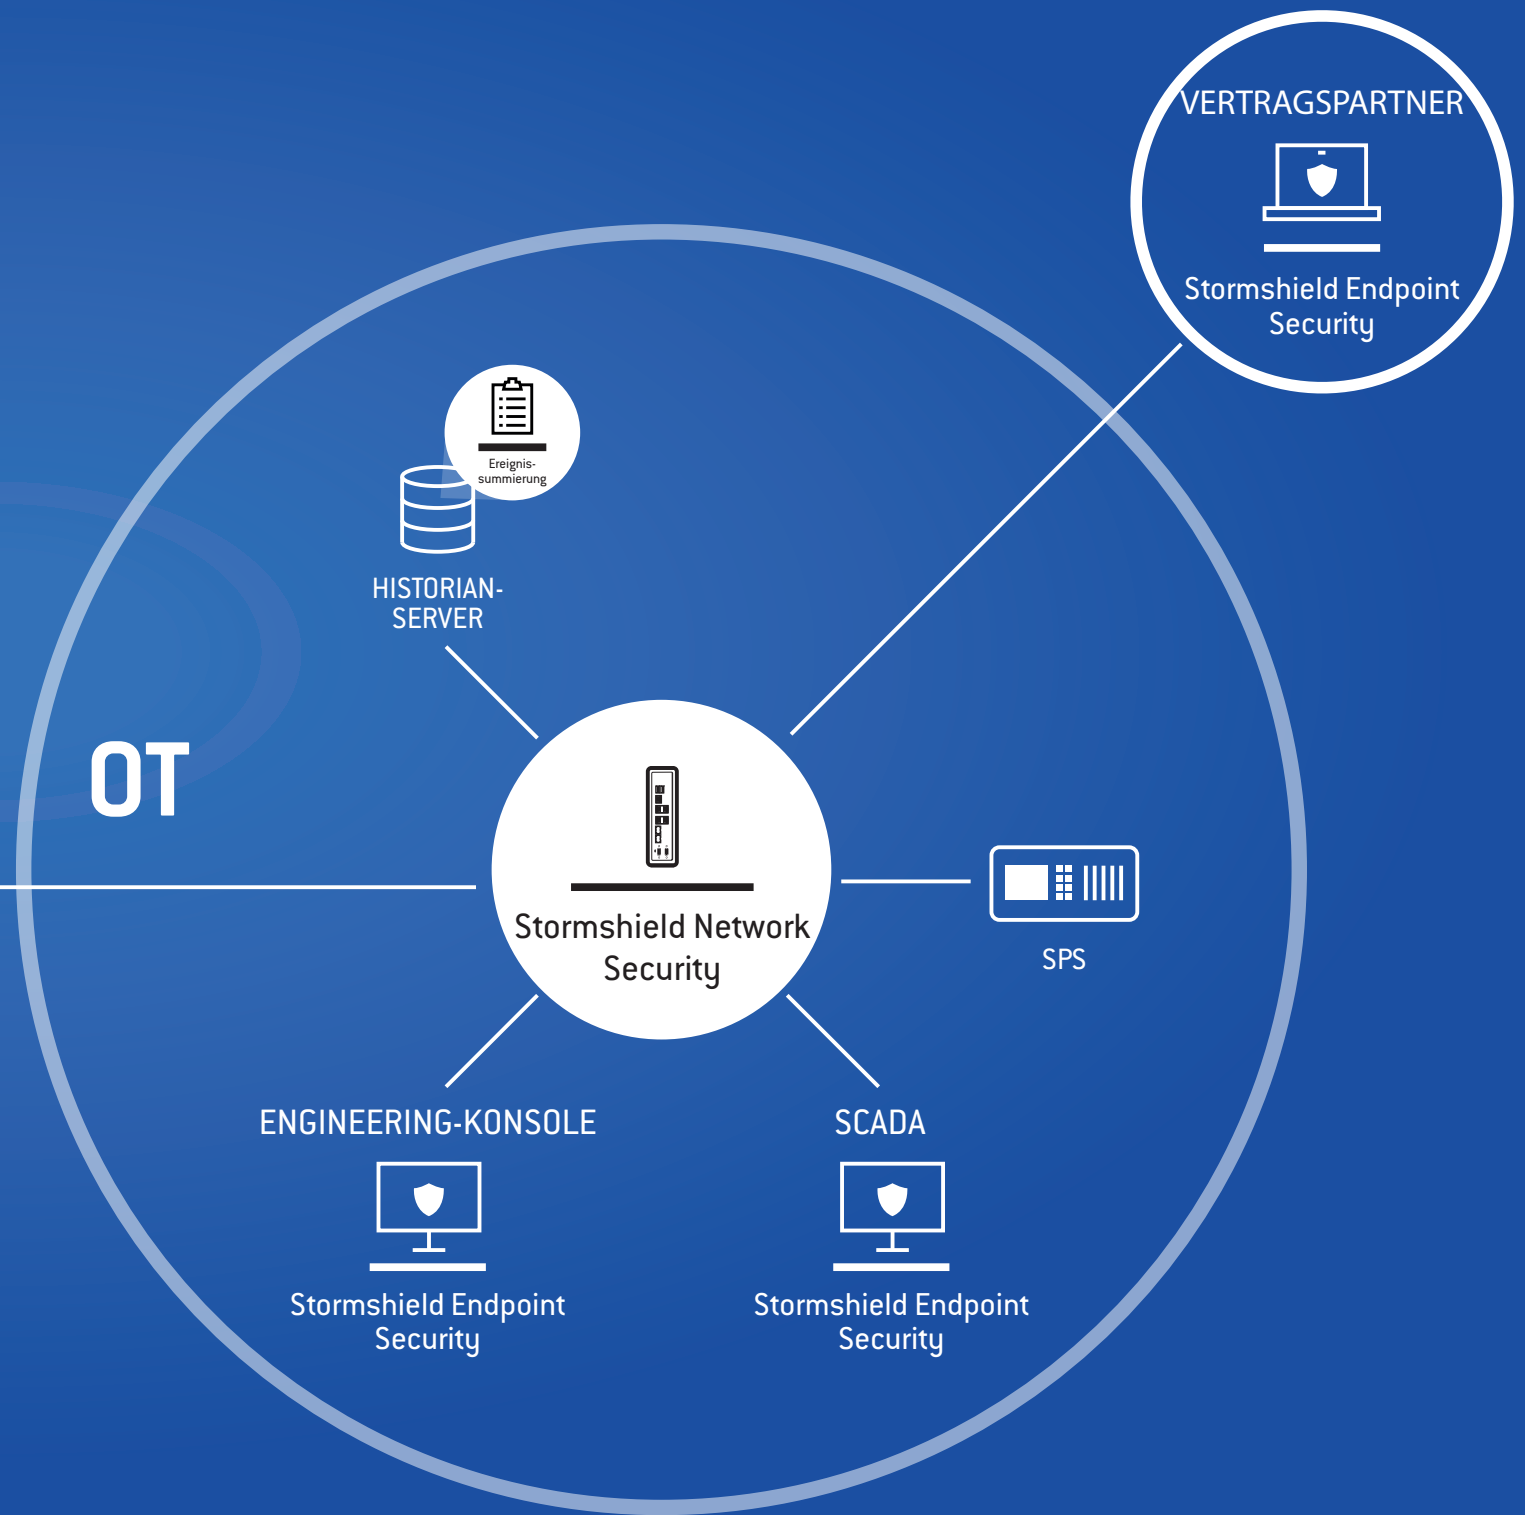 VERTRAGSPARTNER
Stormshield Endpoint
Security
Ereignis-
summierung
HISTORIAN-
SERVER
OT
Stormshield Network
Security
SPS
ENGINEERING-KONSOLE
Stormshield Endpoint
Security
SCADA
Stormshield Endpoint
Security